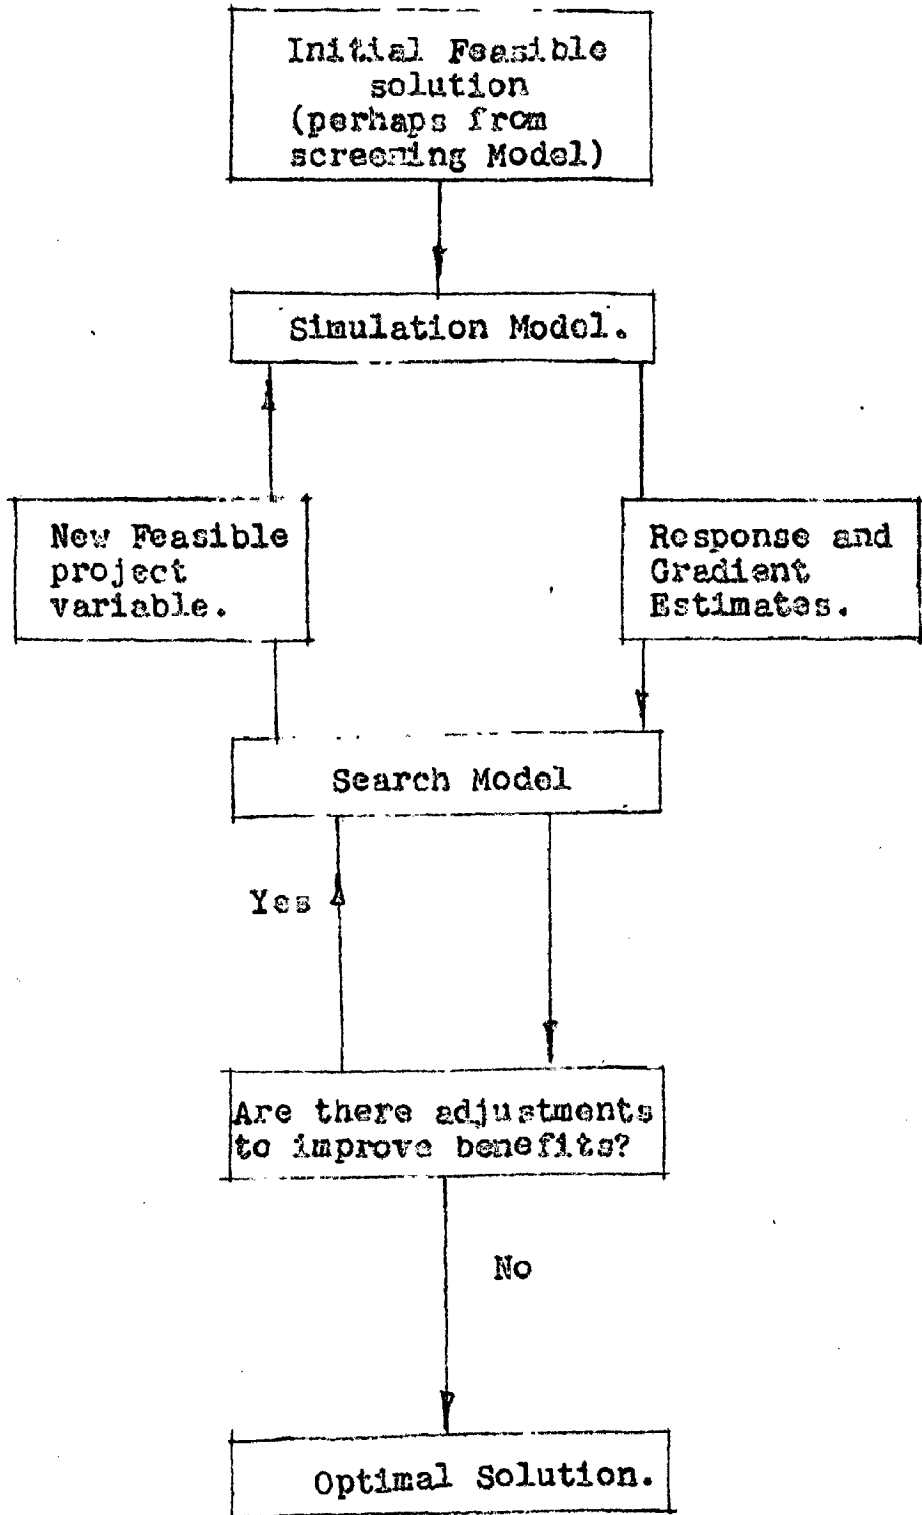 Initial Feasible
solution
(perhaps from
screening Model)
Simulation Model.
New Feasible
project
variable.
Response and
Gradient
Estimates.
Search Model
Yes
Are there adjustments
to improve benefits?
No
Optimal Solution.